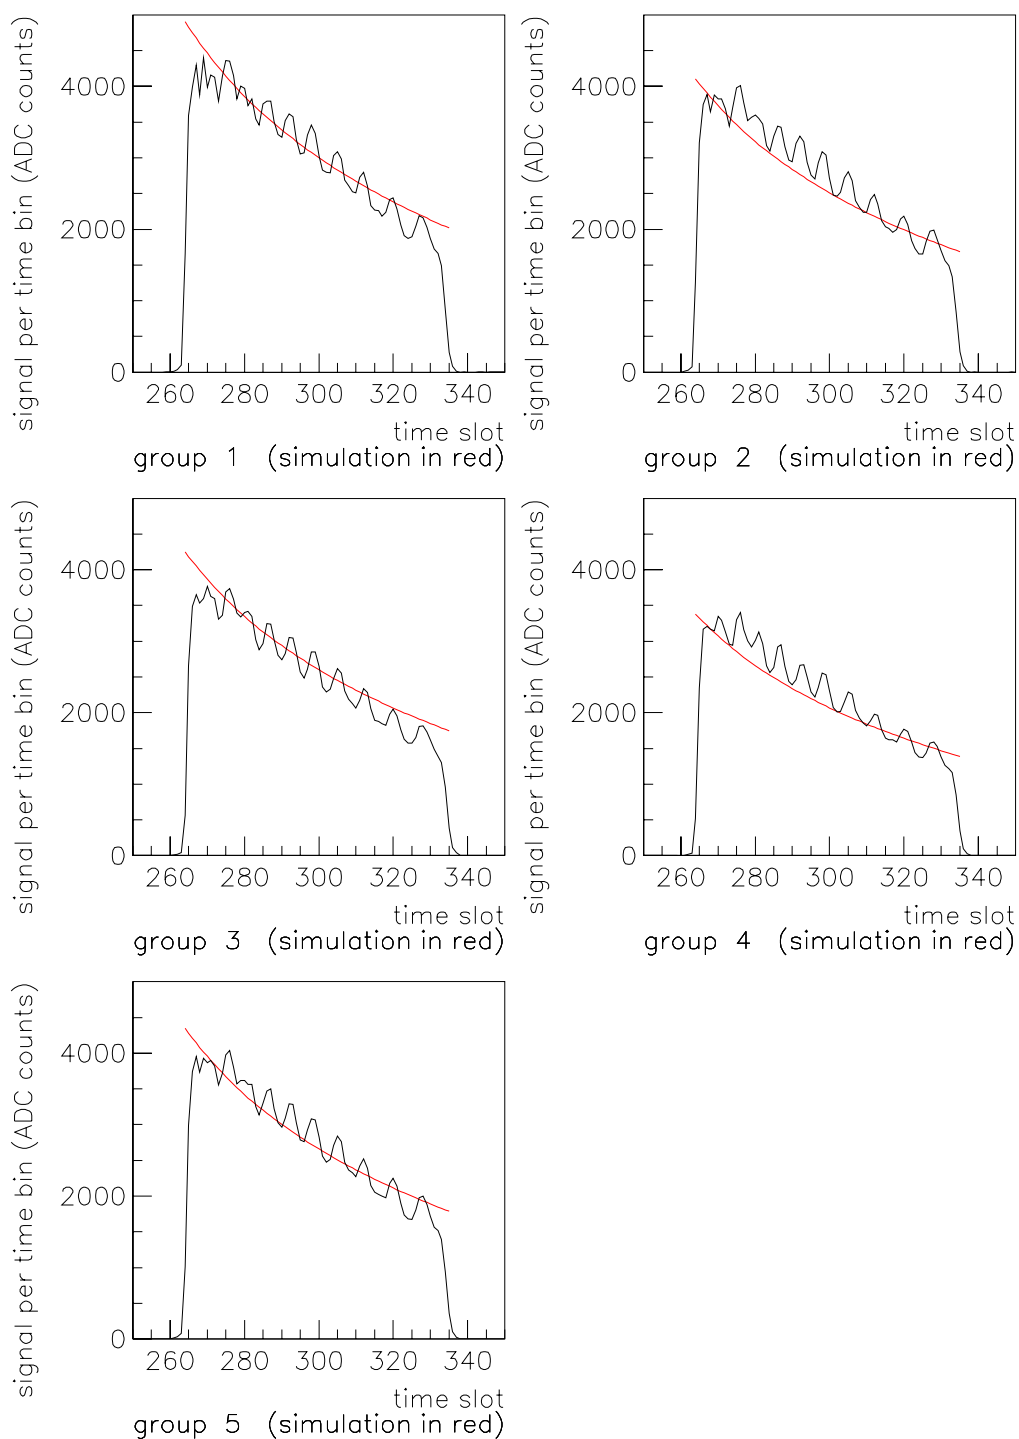 signal per time bin (ADC counts)
4000
2000
0
260 280 300 320 340
time slot
group 1 (simulation in red)
signal per time bin (ADC counts)
4000
2000
0
260 280 300 320 340
time slot
group 2 (simulation in red)
signal per time bin (ADC counts)
4000
2000
0
260 280 300 320 340
time slot
group 3 (simulation in red)
signal per time bin (ADC counts)
4000
2000
0
260 280 300 320 340
time slot
group 4 (simulation in red)
signal per time bin (ADC counts)
4000
2000
0
260 280 300 320 340
time slot
group 5 (simulation in red)